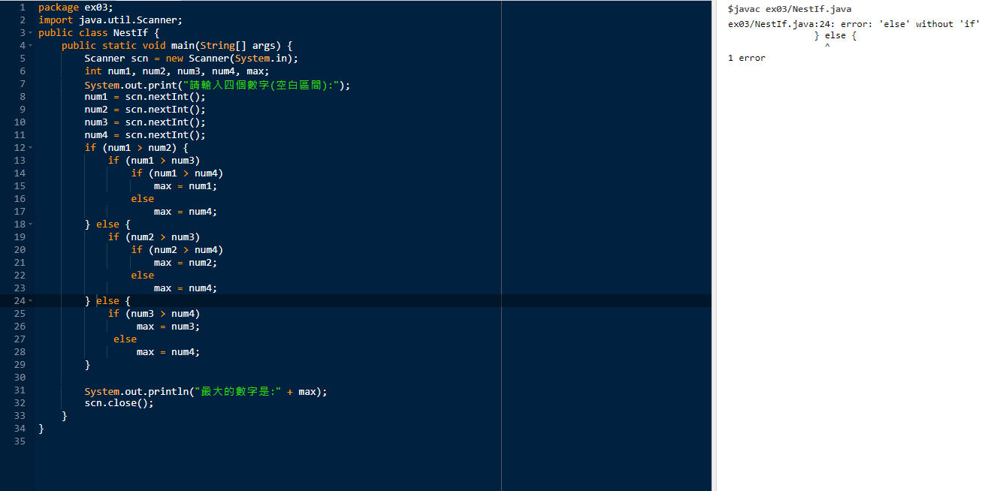 1 package ex03;
2 import java.util.Scanner;
3 public class NestIf {
4 public static void main(String[] args) {
5 Scanner scn = new Scanner(System.in);
6 int num1, num2, num3, num4, max;
7 System.out.print("請輸入四個數字(空白區間):");
8 num1 = scn.nextInt();
9 num2 = scn.nextInt();
10 num3 = scn.nextInt();
11 num4 = scn.nextInt();
12 if (num1 > num2) {
13 if (num1 > num3)
14 if (num1 > num4)
15 max = num1;
16 else
17 max = num4;
18 } else {
19 if (num2 > num3)
20 if (num2 > num4)
21 max = num2;
22 else
23 max = num4;
24 } else {
25 if (num3 > num4)
26 max = num3;
27 else
28 max = num4;
29 }
30
31 System.out.println("最大的數字是:" + max);
32 scn.close();
33 }
34 }
35
$javac ex03/NestIf.java
ex03/NestIf.java:24: error: 'else' without 'if'
} else {
^
1 error